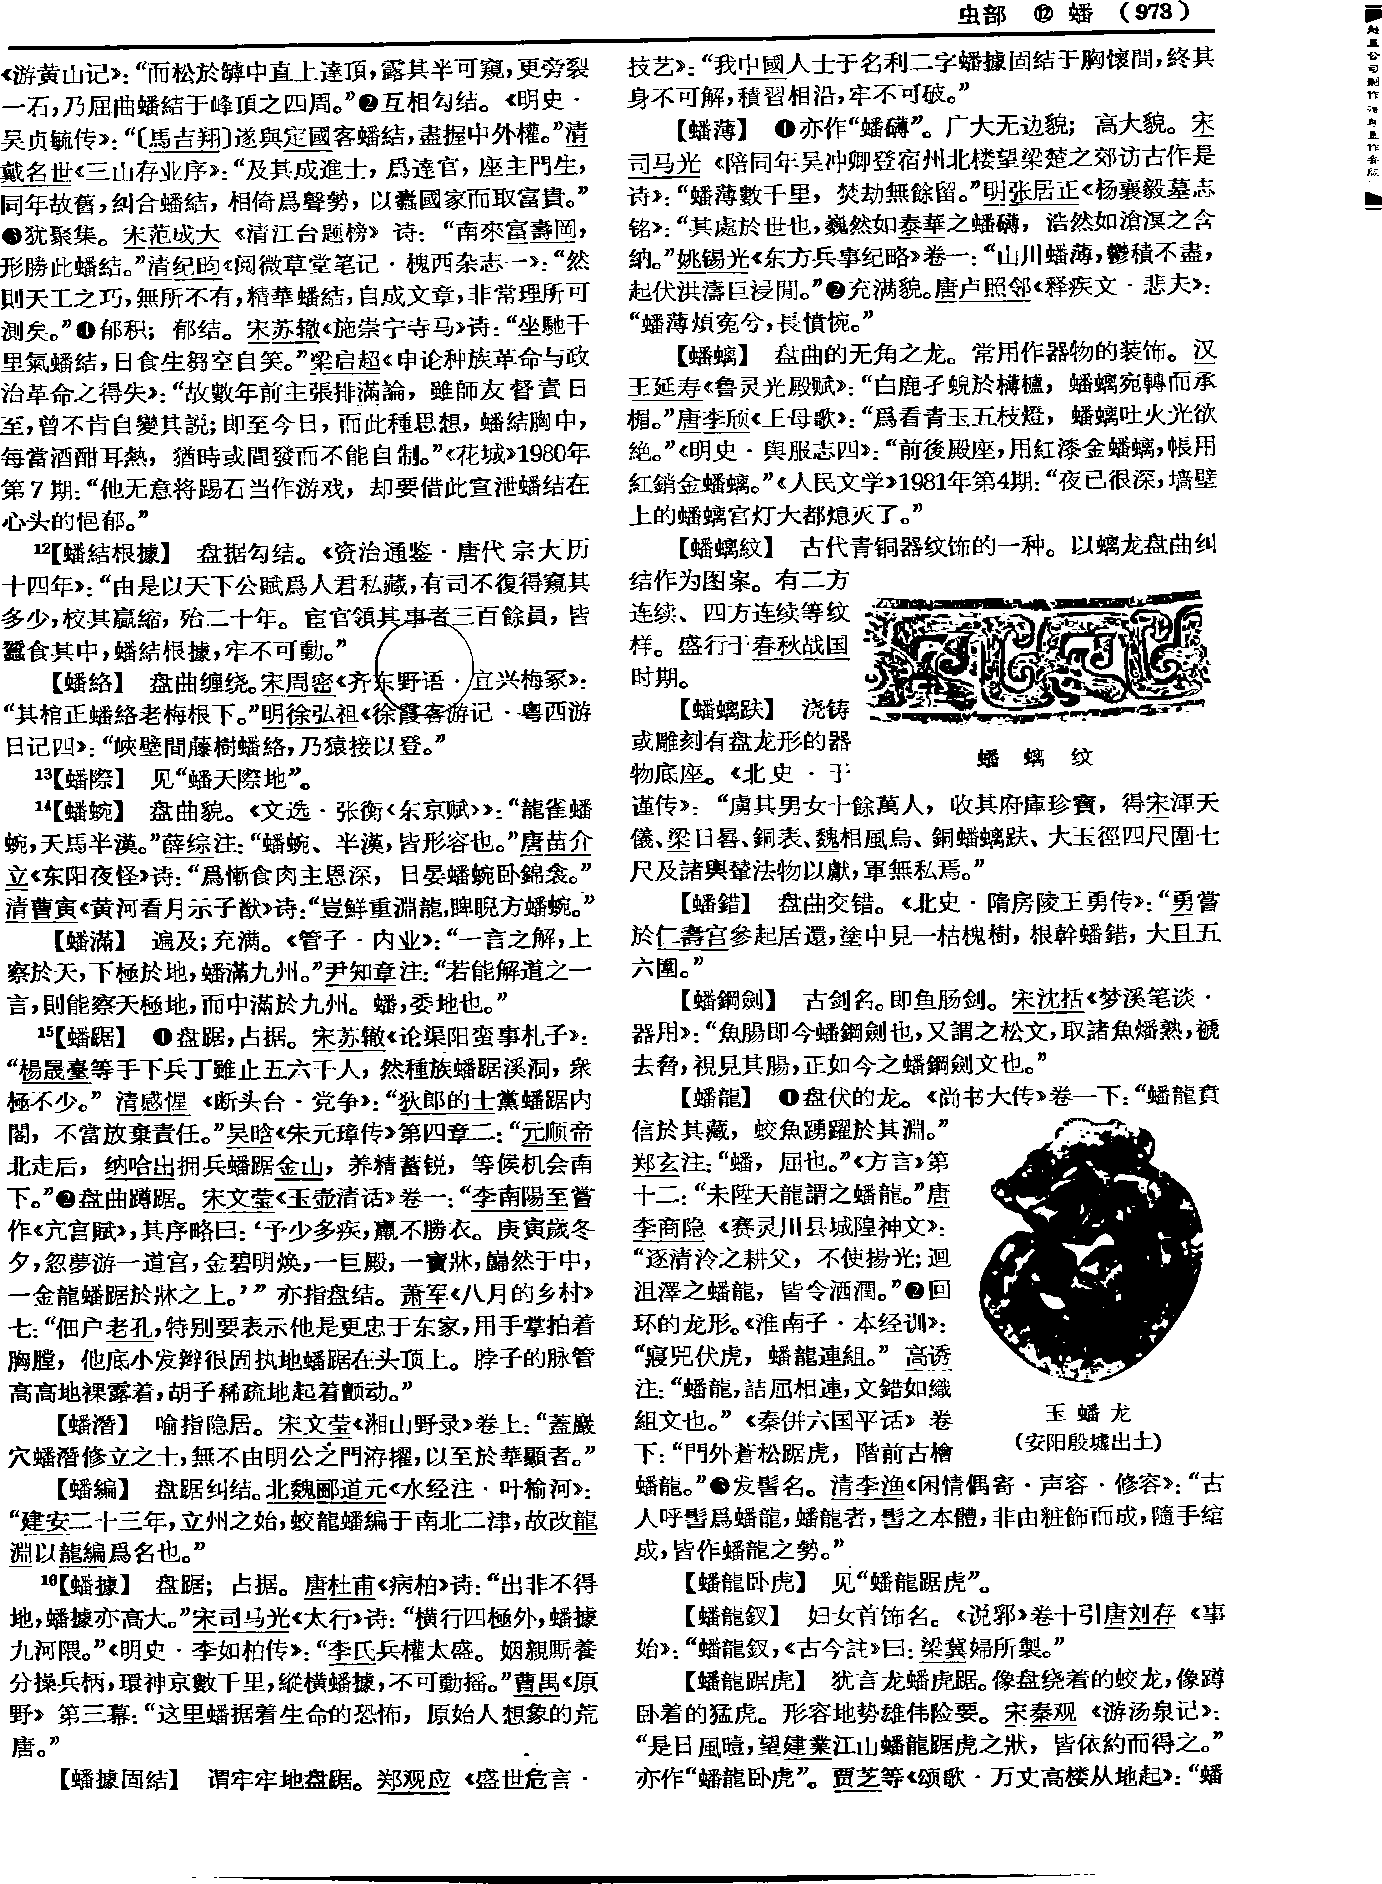 虫部 ⑫ 蟠 (973)
《游黄山记》：“而松於罅中直上達頂，露其半可窺，更旁裂
一石，乃屈曲蟠結于峰頂之四周。”❷互相勾结。《明史·
吴贞毓传》：“〔馬吉翔〕遂與定國客蟠結，盡握中外權。”清
戴名世《三山存业序》：“及其成進士，爲達官，座主門生，
同年故舊，糾合蟠結，相倚爲聲勢，以蠹國家而取富貴。”
❸犹聚集。宋范成大《清江台题榜》诗：“南來富壽岡，
形勝此蟠結。”清纪昀《阅微草堂笔记·槐西杂志一》：“然
則天工之巧，無所不有，精華蟠結，自成文章，非常理所可
測矣。”❹郁积；郁结。宋苏辙《施崇宁寺马》诗：“坐馳千
里氣蟠結，日食生芻空自笑。”梁启超《申论种族革命与政
治革命之得失》：“故數年前主張排滿論，雖師友督責日
至，曾不肯自變其説；即至今日，而此種思想，蟠結胸中，
每當酒酣耳熱，猶時或間發而不能自制。”《花城》1980年
第7期：“他无意将踢石当作游戏，却要借此宣泄蟠结在
心头的悒郁。”
12【蟠結根據】 盘据勾结。《资治通鉴·唐代宗大历
十四年》：“由是以天下公賦爲人君私藏，有司不復得窺其
多少，校其贏縮，殆二十年。宦官領其事者三百餘員，皆
蠶食其中，蟠結根據，牢不可動。”
【蟠絡】 盘曲缠绕。宋周密《齐东野语·宜兴梅冢》：
“其棺正蟠絡老梅根下。”明徐弘祖《徐霞客游记·粤西游
日记四》：“峽壁間藤樹蟠絡，乃猿接以登。”
13【蟠際】 见“蟠天際地”。
14【蟠蜿】 盘曲貌。《文选·张衡〈东京赋〉》：“龍雀蟠
蜿，天馬半漢。”薛综注：“蟠蜿、半漢，皆形容也。”唐苗介
立《东阳夜怪》诗：“爲慚食肉主恩深，日晏蟠蜿卧錦衾。”
清曹寅《黄河看月示子猷》诗：“豈鮮重淵龍，睥睨方蟠蜿。”
【蟠滿】 遍及；充满。《管子·内业》：“一言之解，上
察於天，下極於地，蟠滿九州。”尹知章注：“若能解道之一
言，則能察天極地，而中滿於九州。蟠，委地也。”
15【蟠踞】 ❶盘踞，占据。宋苏辙《论渠阳蛮事札子》：
“楊晟臺等手下兵丁雖止五六千人，然種族蟠踞溪洞，衆
極不少。”清感惺《断头台·党争》：“狄郎的士黨蟠踞内
閣，不當放棄責任。”吴晗《朱元璋传》第四章二：“元顺帝
北走后，纳哈出拥兵蟠踞金山，养精蓄锐，等侯机会南
下。”❷盘曲蹲踞。宋文莹《玉壶清话》卷一：“李南陽至嘗
作《亢宫賦》，其序略曰：‘予少多疾，羸不勝衣。庚寅歲冬
夕，忽夢游一道宫，金碧明焕，一巨殿，一寶牀，巋然于中，
一金龍蟠踞於牀之上。’”亦指盘结。萧军《八月的乡村》
七：“佃户老孔，特别要表示他是更忠于东家，用手掌拍着
胸膛，他底小发辫很固执地蟠踞在头顶上。脖子的脉管
高高地裸露着，胡子稀疏地起着颤动。”
【蟠潛】 喻指隐居。宋文莹《湘山野录》卷上：“蓋巖
穴蟠潛修立之士，無不由明公之門洊擢，以至於華顯者。”
【蟠編】 盘踞纠结。北魏郦道元《水经注·叶榆河》：
“建安二十三年，立州之始，蛟龍蟠編于南北二津，故改龍
淵以龍編爲名也。”
16【蟠據】 盘踞；占据。唐杜甫《病柏》诗：“出非不得
地，蟠據亦高大。”宋司马光《太行》诗：“横行四極外，蟠據
九河隈。”《明史·李如柏传》：“李氏兵權太盛。姻親厮養
分操兵柄，環神京數千里，縱横蟠據，不可動摇。”曹禺《原
野》第三幕：“这里蟠据着生命的恐怖，原始人想象的荒
唐。”
【蟠據固結】 谓牢牢地盘踞。郑观应《盛世危言·
技艺》：“我中國人士于名利二字蟠據固結于胸懷間，終其
身不可解，積習相沿，牢不可破。”
【蟠薄】 ❶亦作“蟠礴”。广大无边貌；高大貌。宋
司马光《陪同年吴冲卿登宿州北楼望梁楚之郊访古作是
诗》：“蟠薄數千里，焚劫無餘留。”明张居正《杨襄毅墓志
铭》：“其處於世也，巍然如泰華之蟠礴，浩然如滄溟之含
納。”姚锡光《东方兵事纪略》卷一：“山川蟠薄，鬱積不盡，
起伏洪濤巨浸間。”❷充满貌。唐卢照邻《释疾文·悲夫》：
“蟠薄煩冤兮，長憤惋。”
【蟠螭】 盘曲的无角之龙。常用作器物的装饰。汉
王延寿《鲁灵光殿赋》：“白鹿孑蜺於欂櫨，蟠螭宛轉而承
楣。”唐李颀《王母歌》：“爲看青玉五枝燈，蟠螭吐火光欲
絶。”《明史·舆服志四》：“前後殿座，用紅漆金蟠螭，帳用
紅銷金蟠螭。”《人民文学》1981年第4期：“夜已很深，墙壁
上的蟠螭宫灯大都熄灭了。”
【蟠螭紋】 古代青铜器纹饰的一种。以螭龙盘曲纠
结作为图案。有二方
连续、四方连续等纹
样。盛行于春秋战国
时期。
蟠 螭 纹
【蟠螭趺】 浇铸
或雕刻有盘龙形的器
物底座。《北史·于
谨传》：“虜其男女十餘萬人，收其府庫珍寶，得宋渾天
儀、梁日晷、銅表、魏相風烏、銅蟠螭趺、大玉徑四尺圍七
尺及諸輿輦法物以獻，軍無私焉。”
【蟠錯】 盘曲交错。《北史·隋房陵王勇传》：“勇嘗
於仁壽宫參起居還，塗中見一枯槐樹，根幹蟠錯，大且五
六圍。”
【蟠鋼劍】 古剑名。即鱼肠剑。宋沈括《梦溪笔谈·
器用》：“魚腸即今蟠鋼劍也，又謂之松文，取諸魚燔熟，褫
去脅，視見其腸，正如今之蟠鋼劍文也。”
【蟠龍】 ❶盘伏的龙。《尚书大传》卷一下：“蟠龍賁
信於其藏，蛟魚踴躍於其淵。”
郑玄注：“蟠，屈也。”《方言》第
十二：“未陞天龍謂之蟠龍。”唐
李商隐《赛灵川县城隍神文》：
“逐清泠之耕父，不使揚光；迴
沮澤之蟠龍，皆令洒潤。”❷回
环的龙形。《淮南子·本经训》：
“寢兕伏虎，蟠龍連組。”高诱
注：“蟠龍，詰屈相連，文錯如織
組文也。”《秦併六国平话》卷
下：“門外蒼松踞虎，階前古檜
玉 蟠 龙
(安阳殷墟出土)
蟠龍。”❸发髻名。清李渔《闲情偶寄·声容·修容》：“古
人呼髻爲蟠龍，蟠龍者，髻之本體，非由粧飾而成，隨手綰
成，皆作蟠龍之勢。”
【蟠龍卧虎】 见“蟠龍踞虎”。
【蟠龍釵】 妇女首饰名。《说郛》卷十引唐刘存《事
始》：“蟠龍釵，《古今註》曰：梁冀婦所製。”
【蟠龍踞虎】 犹言龙蟠虎踞。像盘绕着的蛟龙，像蹲
卧着的猛虎。形容地势雄伟险要。宋秦观《游汤泉记》：
“是日風暄，望建業江山蟠龍踞虎之狀，皆依約而得之。”
亦作“蟠龍卧虎”。贾芝等《颂歌·万丈高楼从地起》：“蟠